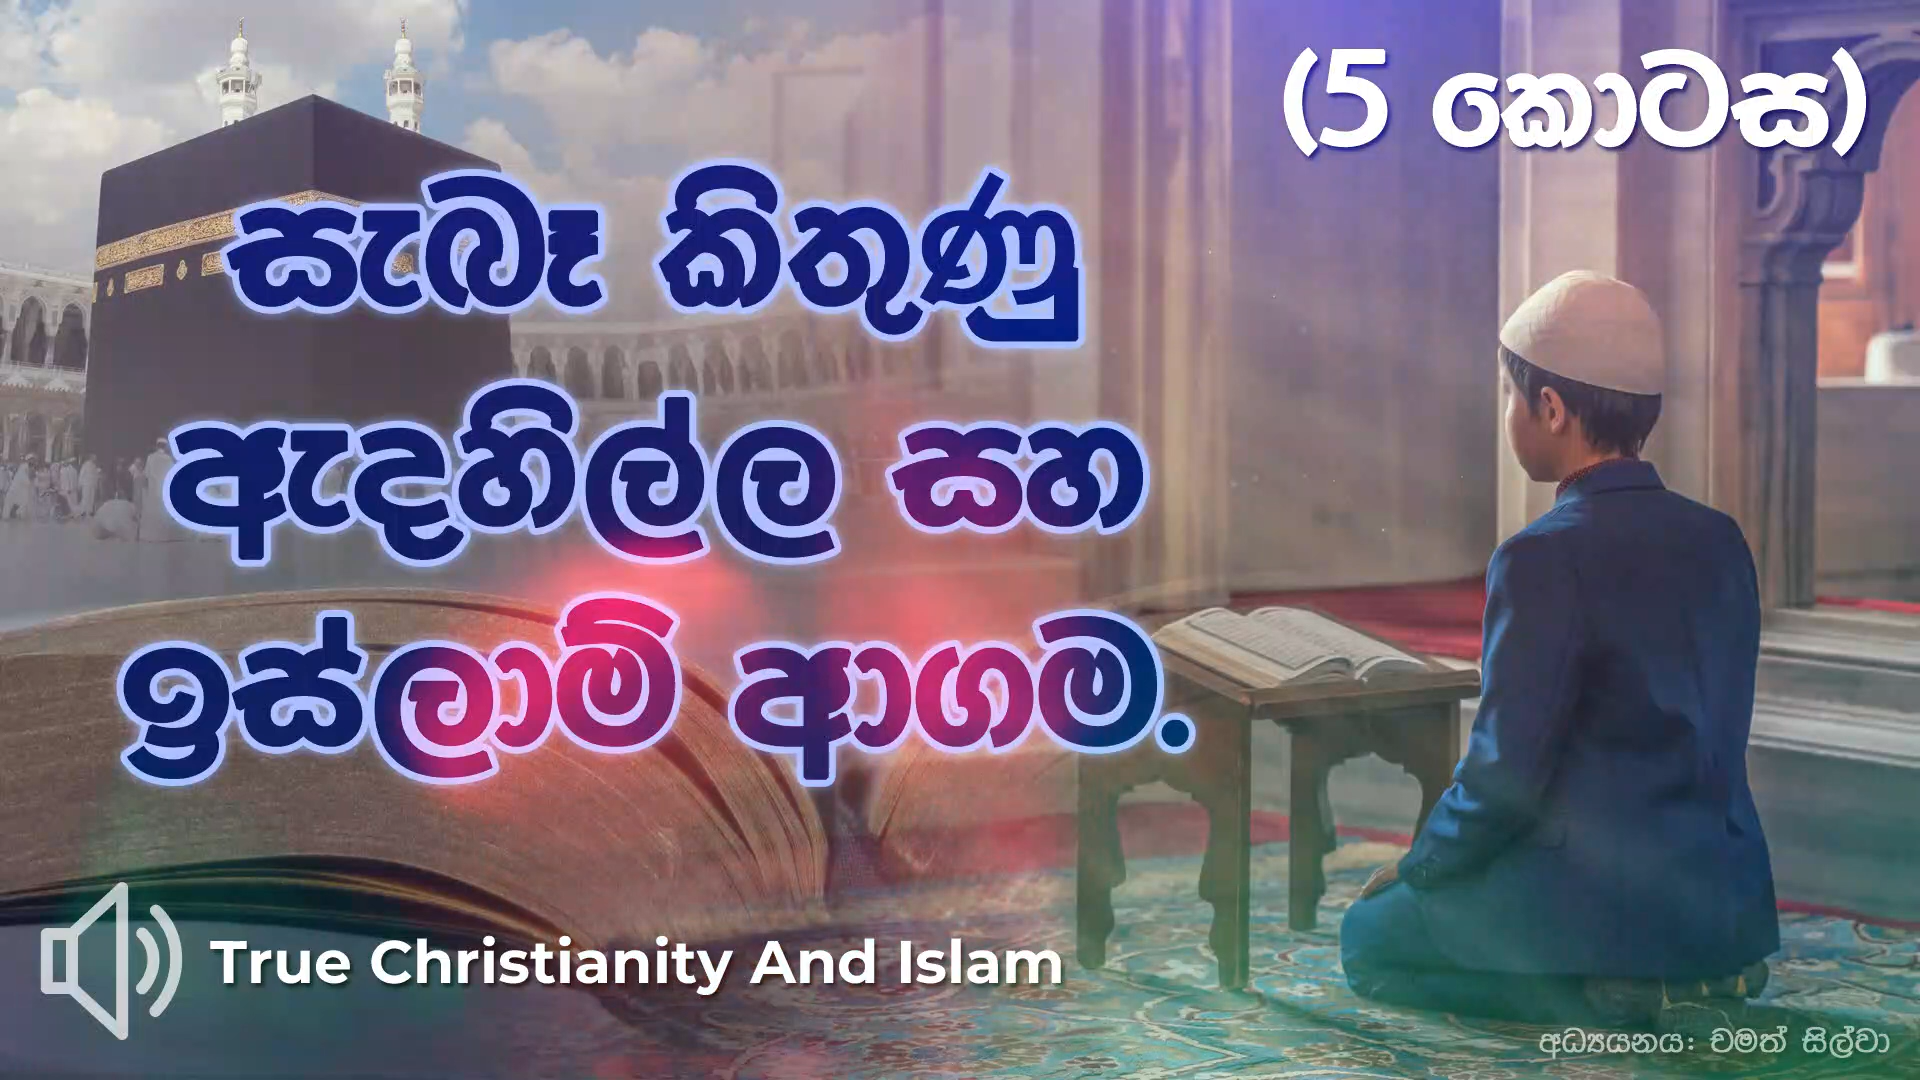 (5 කොටස)
සැබෑ කිතුණු
ඇදහිල්ල සහ
ඉස්ලාම් ආගම.
True Christianity And Islam
අධ්‍යයනය: චමත් සිල්වා